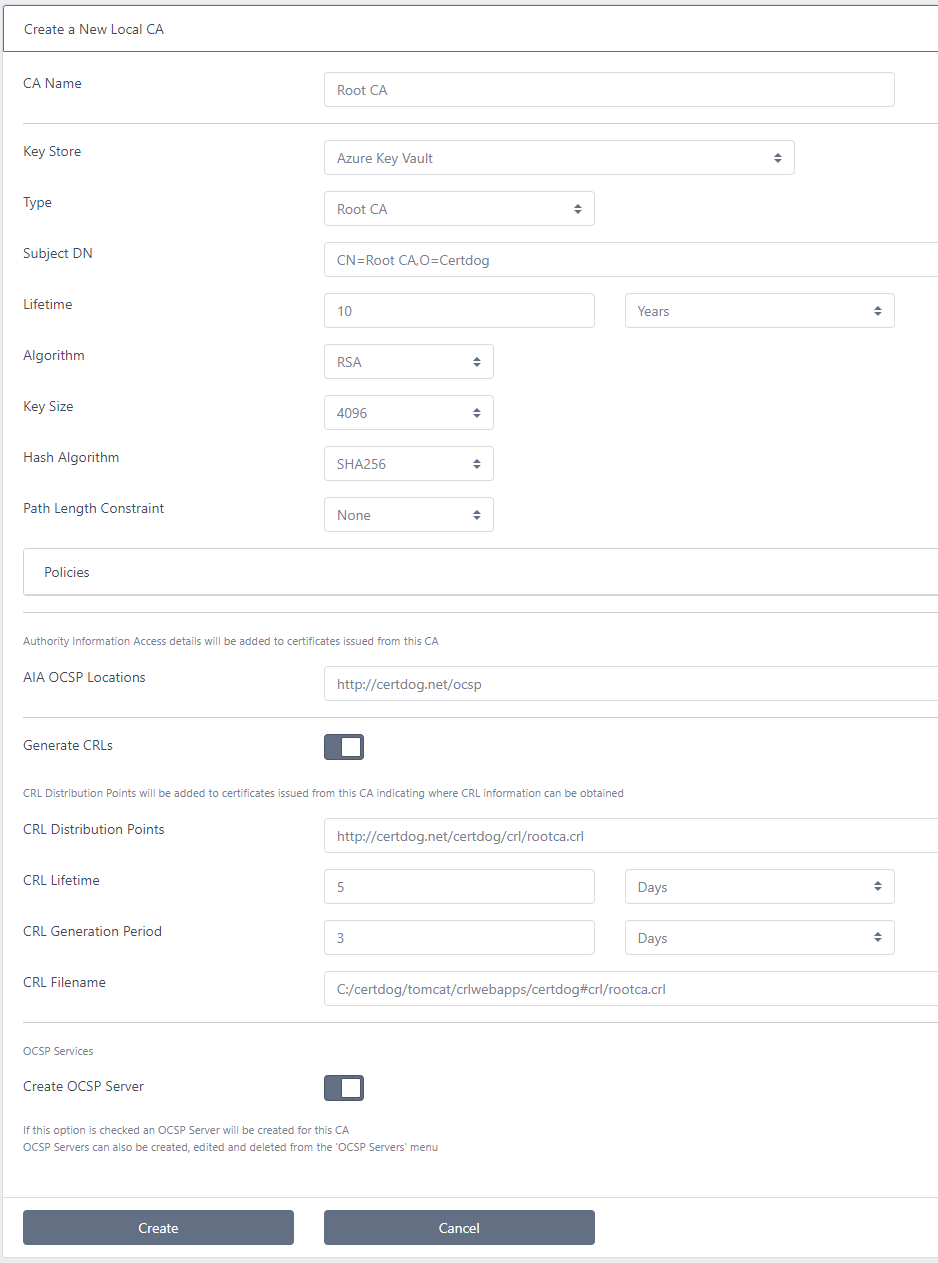 Create a New Local CA
CA Name
Root CA
Key Store
Azure Key Vault
Type
Root CA
Subject DN
CN=Root CA,O=Certdog
Lifetime
10
Years
Algorithm
RSA
Key Size
4096
Hash Algorithm
SHA256
Path Length Constraint
None
Policies
Authority Information Access details will be added to certificates issued from this CA
AIA OCSP Locations
http://certdog.net/ocsp
Generate CRLs
CRL Distribution Points will be added to certificates issued from this CA indicating where CRL information can be obtained
CRL Distribution Points
http://certdog.net/certdog/crl/rootca.crl
CRL Lifetime
5
Days
CRL Generation Period
3
Days
CRL Filename
C:/certdog/tomcat/crlwebapps/certdog#crl/rootca.crl
OCSP Services
Create OCSP Server
If this option is checked an OCSP Server will be created for this CA
OCSP Servers can also be created, edited and deleted from the 'OCSP Servers' menu
Create
Cancel